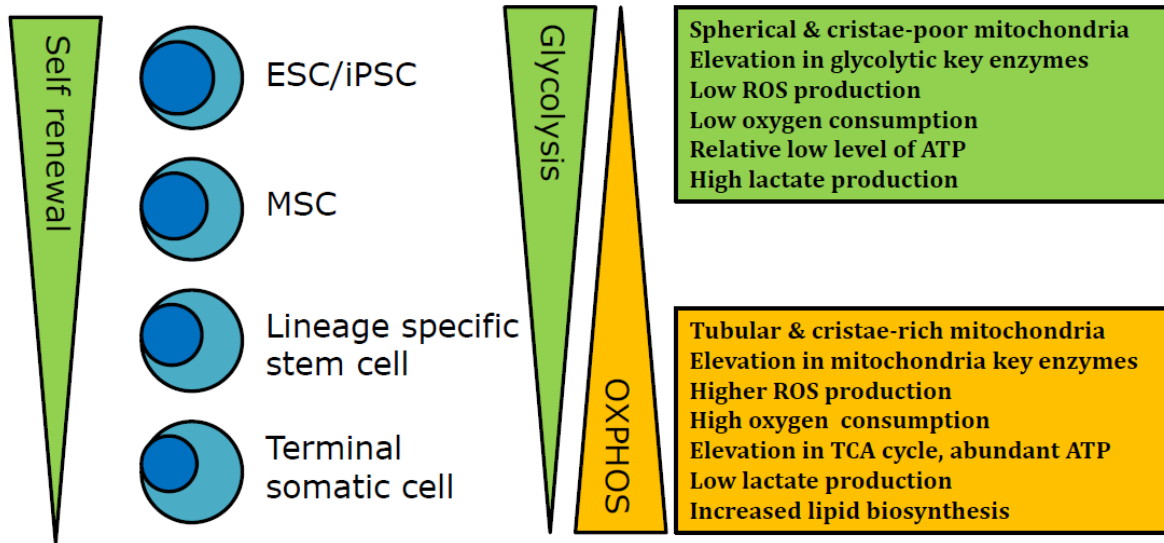 Self renewal
ESC/iPSC
MSC
Lineage specific
stem cell
Terminal
somatic cell
Glycolysis
OXPHOS
Spherical & cristae-poor mitochondria
Elevation in glycolytic key enzymes
Low ROS production
Low oxygen consumption
Relative low level of ATP
High lactate production
Tubular & cristae-rich mitochondria
Elevation in mitochondria key enzymes
Higher ROS production
High oxygen consumption
Elevation in TCA cycle, abundant ATP
Low lactate production
Increased lipid biosynthesis